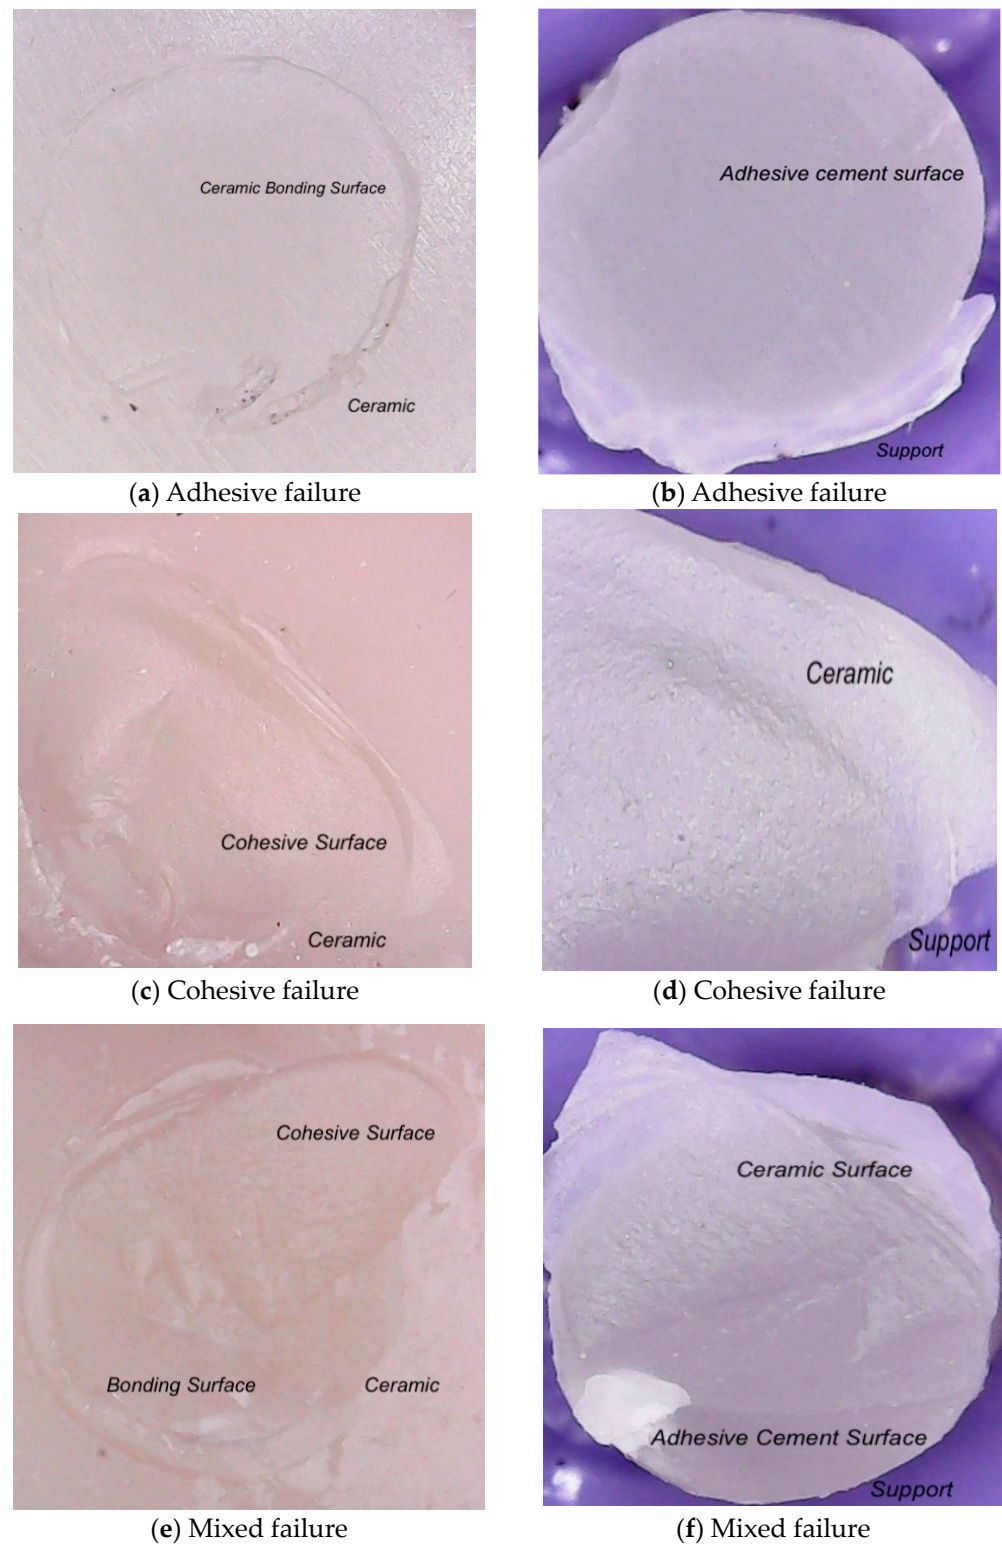 Ceramic Bonding Surface
Ceramic
Adhesive cement surface
Support
(a) Adhesive failure
(b) Adhesive failure
Cohesive Surface
Ceramic
Ceramic
Support
(c) Cohesive failure
(d) Cohesive failure
Cohesive Surface
Bonding Surface
Ceramic
Ceramic Surface
Adhesive Cement Surface
Support
(e) Mixed failure
(f) Mixed failure